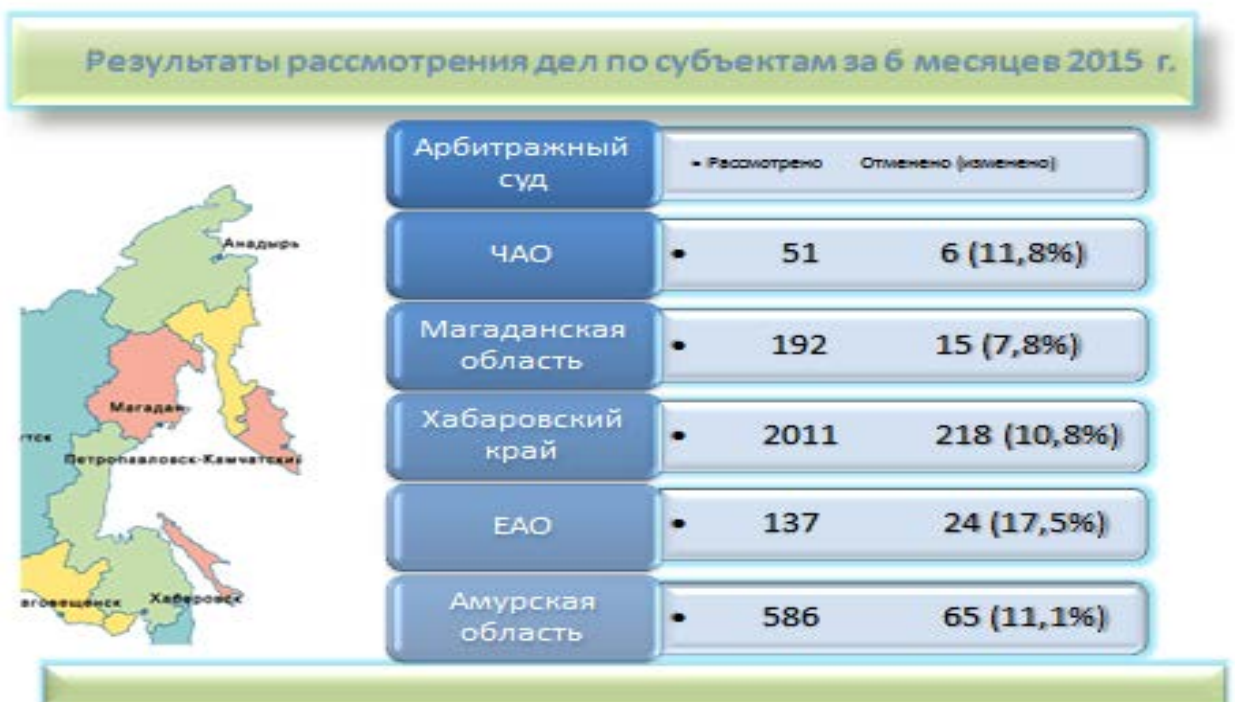 Результаты рассмотрения дел по субъектам за 6 месяцев 2015 г.
Арбитражный
суд
• Рассмотрено Отменено (изменено)
ЧАО
• 51 6 (11,8%)
Магаданская
область
• 192 15 (7,8%)
Хабаровский
край
• 2011 218 (10,8%)
ЕАО
• 137 24 (17,5%)
Амурская
область
• 586 65 (11,1%)
Анадырь
Магадан
утск
Петропавловск-Камчатский
аговещенск
Хабаровск